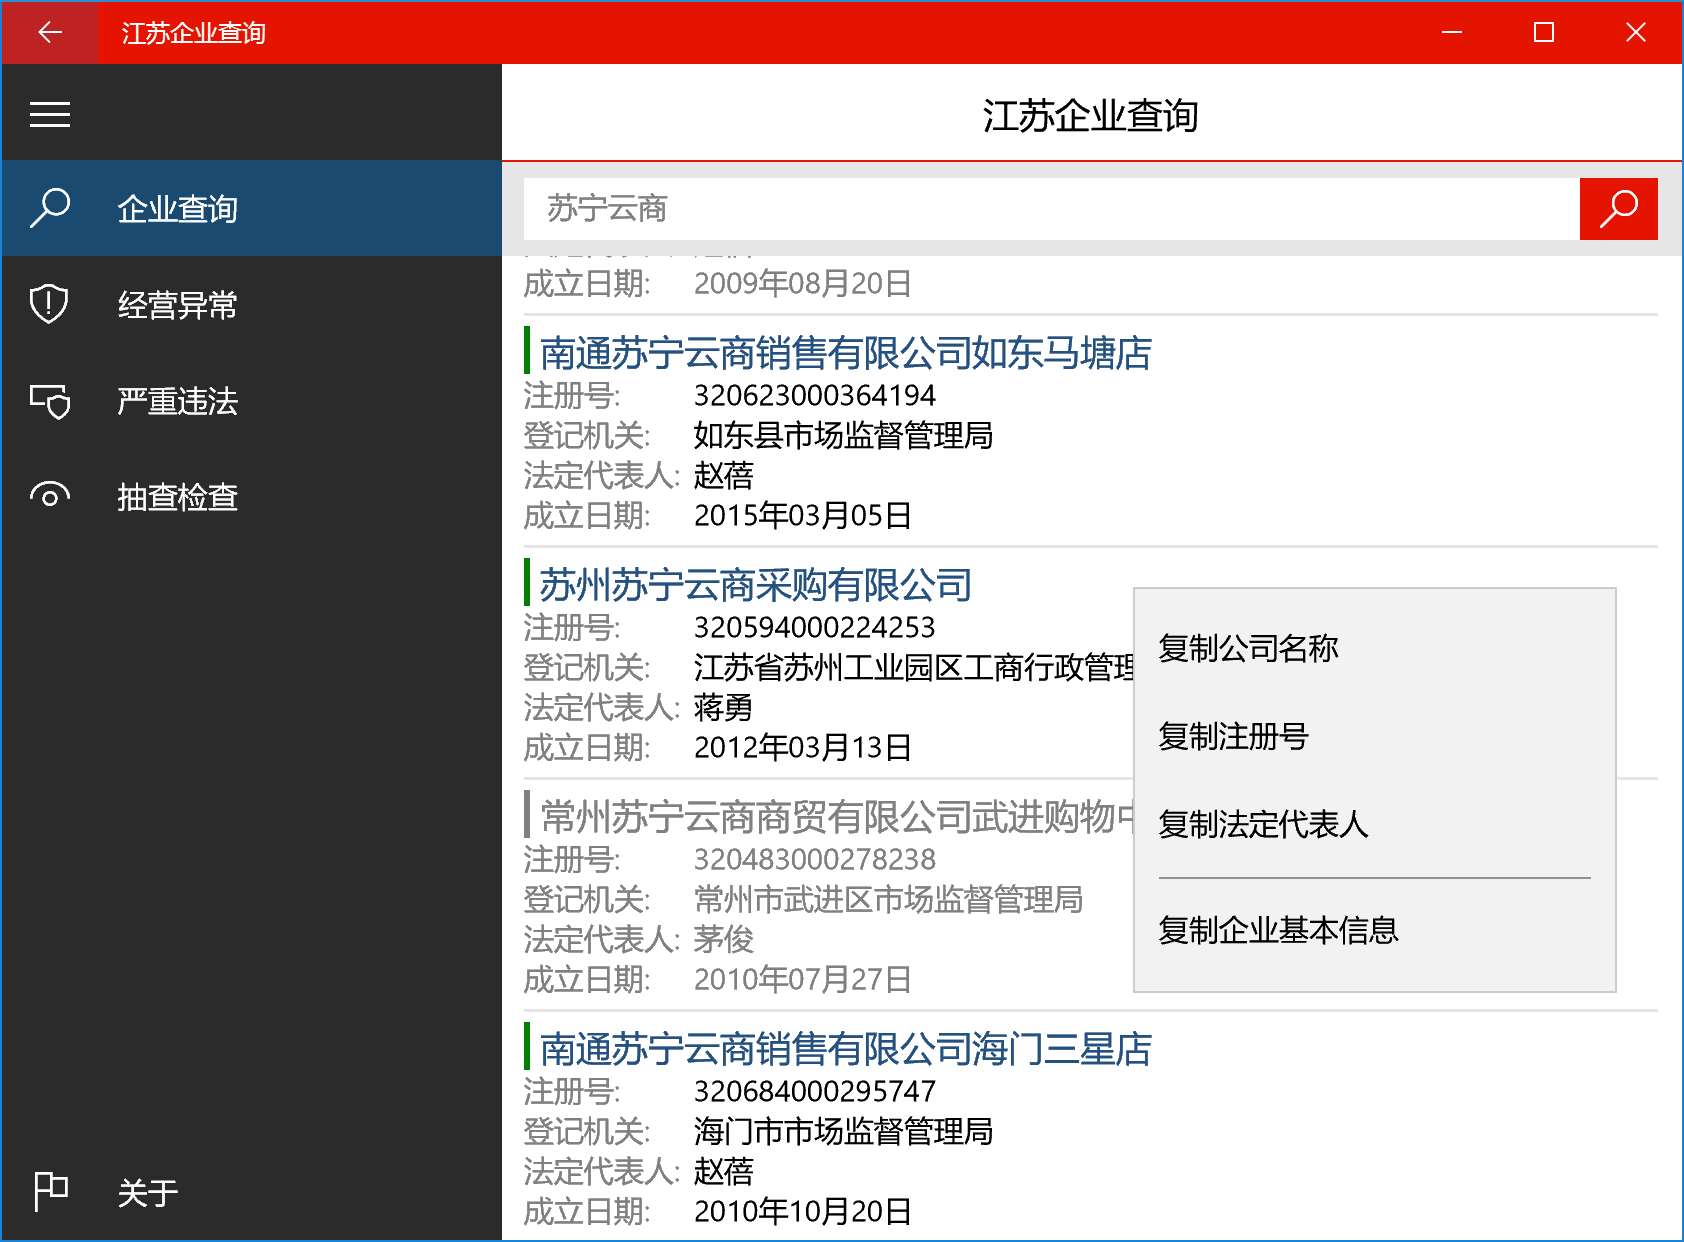 江苏企业查询
企业查询
经营异常
严重违法
抽查检查
关于
江苏企业查询
苏宁云商
成立日期: 2009年08月20日
南通苏宁云商销售有限公司如东马塘店
注册号: 320623000364194
登记机关: 如东县市场监督管理局
法定代表人: 赵蓓
成立日期: 2015年03月05日
苏州苏宁云商采购有限公司
注册号: 320594000224253
登记机关: 江苏省苏州工业园区工商行政管理
法定代表人: 蒋勇
成立日期: 2012年03月13日
常州苏宁云商商贸有限公司武进购物中
注册号: 320483000278238
登记机关: 常州市武进区市场监督管理局
法定代表人: 茅俊
成立日期: 2010年07月27日
南通苏宁云商销售有限公司海门三星店
注册号: 320684000295747
登记机关: 海门市市场监督管理局
法定代表人: 赵蓓
成立日期: 2010年10月20日
复制公司名称
复制注册号
复制法定代表人
复制企业基本信息